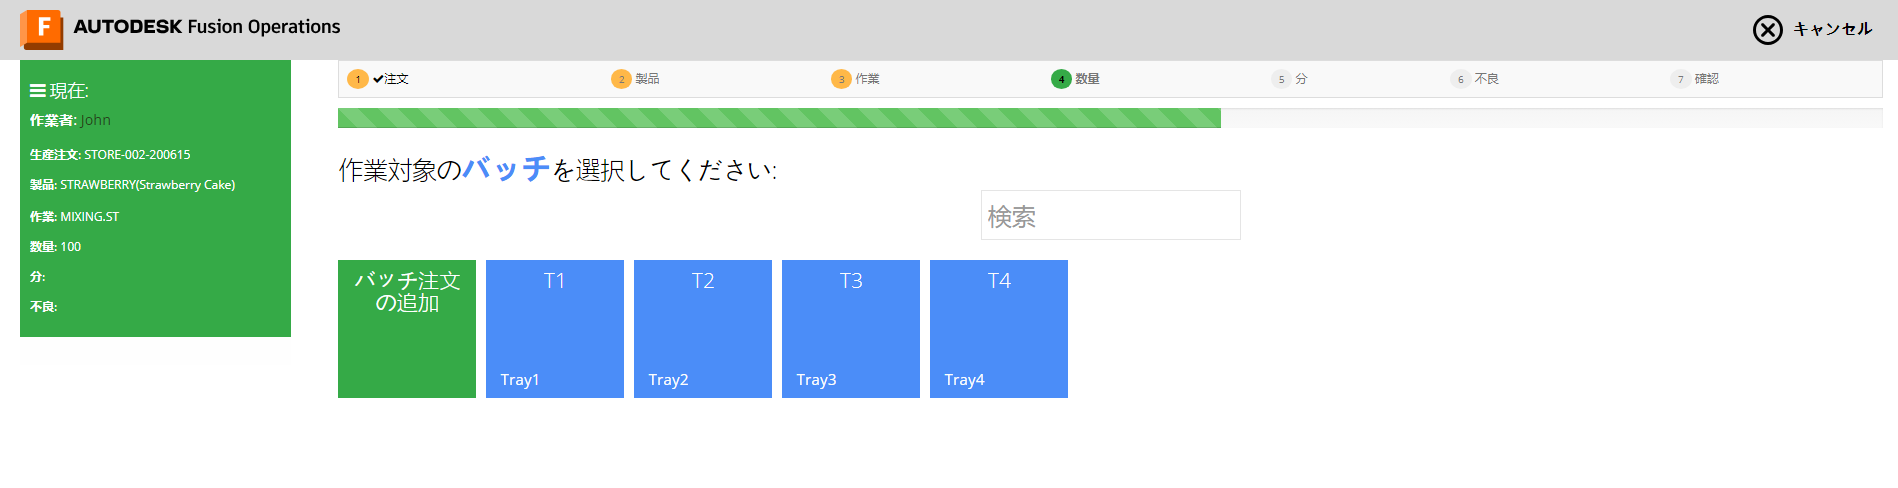 F AUTODESK Fusion Operations
キャンセル
1 注文 2 製品 3 作業 4 数量 5 分 6 不良 7 確認
現在:
作業者: John
生産注文: STORE-002-200615
製品: STRAWBERRY(Strawberry Cake)
作業: MIXING.ST
数量: 100
分:
不良:
作業対象のバッチを選択してください:
検索
バッチ注文
の追加
T1
Tray1
T2
Tray2
T3
Tray3
T4
Tray4